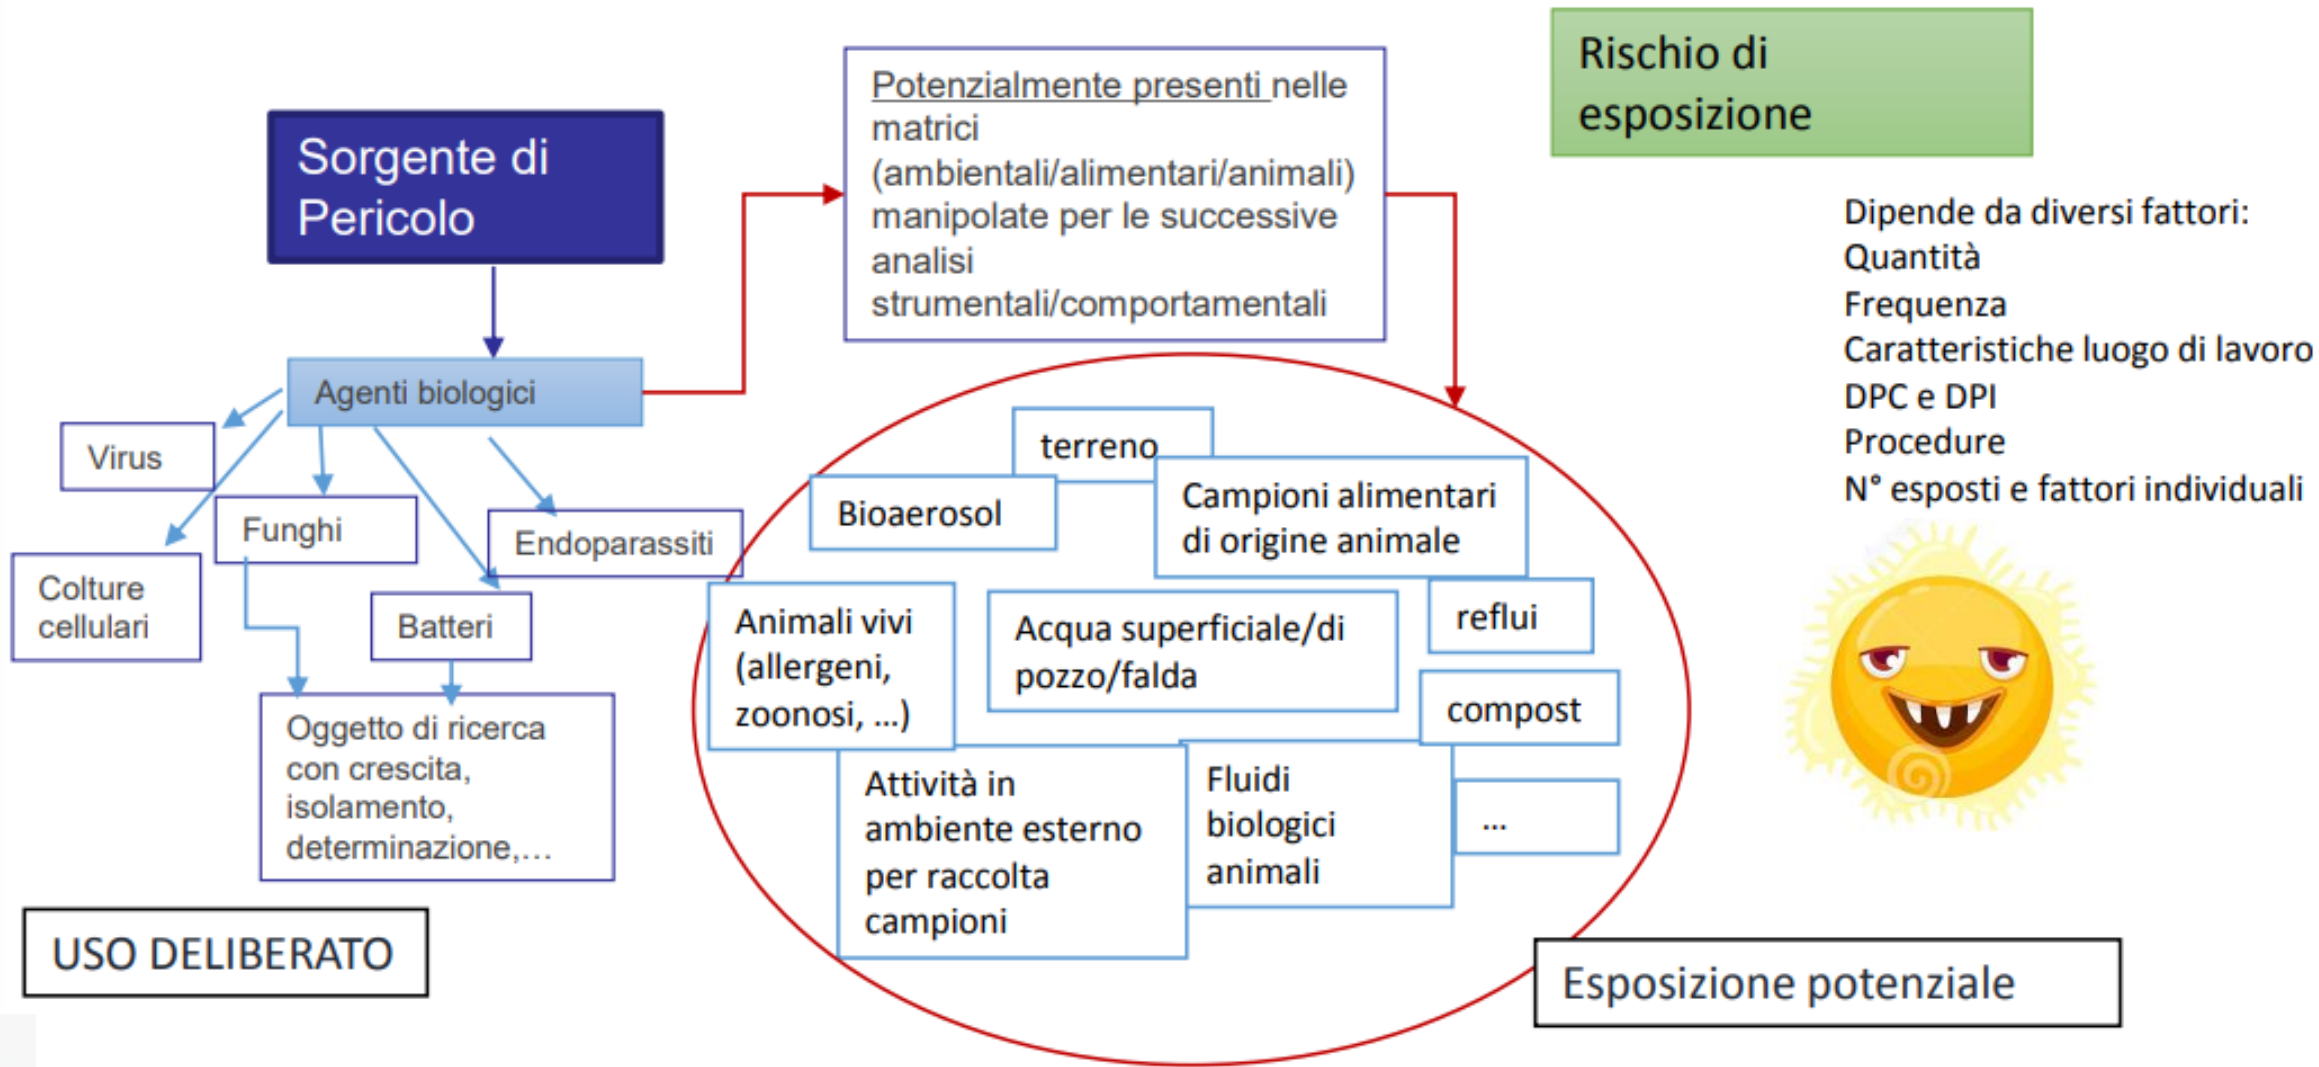 Sorgente di
Pericolo
Agenti biologici
Virus
Colture
cellulari
Funghi
Batteri
Endoparassiti
Oggetto di ricerca
con crescita,
isolamento,
determinazione,…
USO DELIBERATO
Potenzialmente presenti nelle
matrici
(ambientali/alimentari/animali)
manipolate per le successive
analisi
strumentali/comportamentali
terreno
Bioaerosol
Campioni alimentari
di origine animale
Animali vivi
(allergeni,
zoonosi, …)
Acqua superficiale/di
pozzo/falda
reflui
compost
Attività in
ambiente esterno
per raccolta
campioni
Fluidi
biologici
animali
…
Esposizione potenziale
Rischio di
esposizione
Dipende da diversi fattori:
Quantità
Frequenza
Caratteristiche luogo di lavoro
DPC e DPI
Procedure
N° esposti e fattori individuali